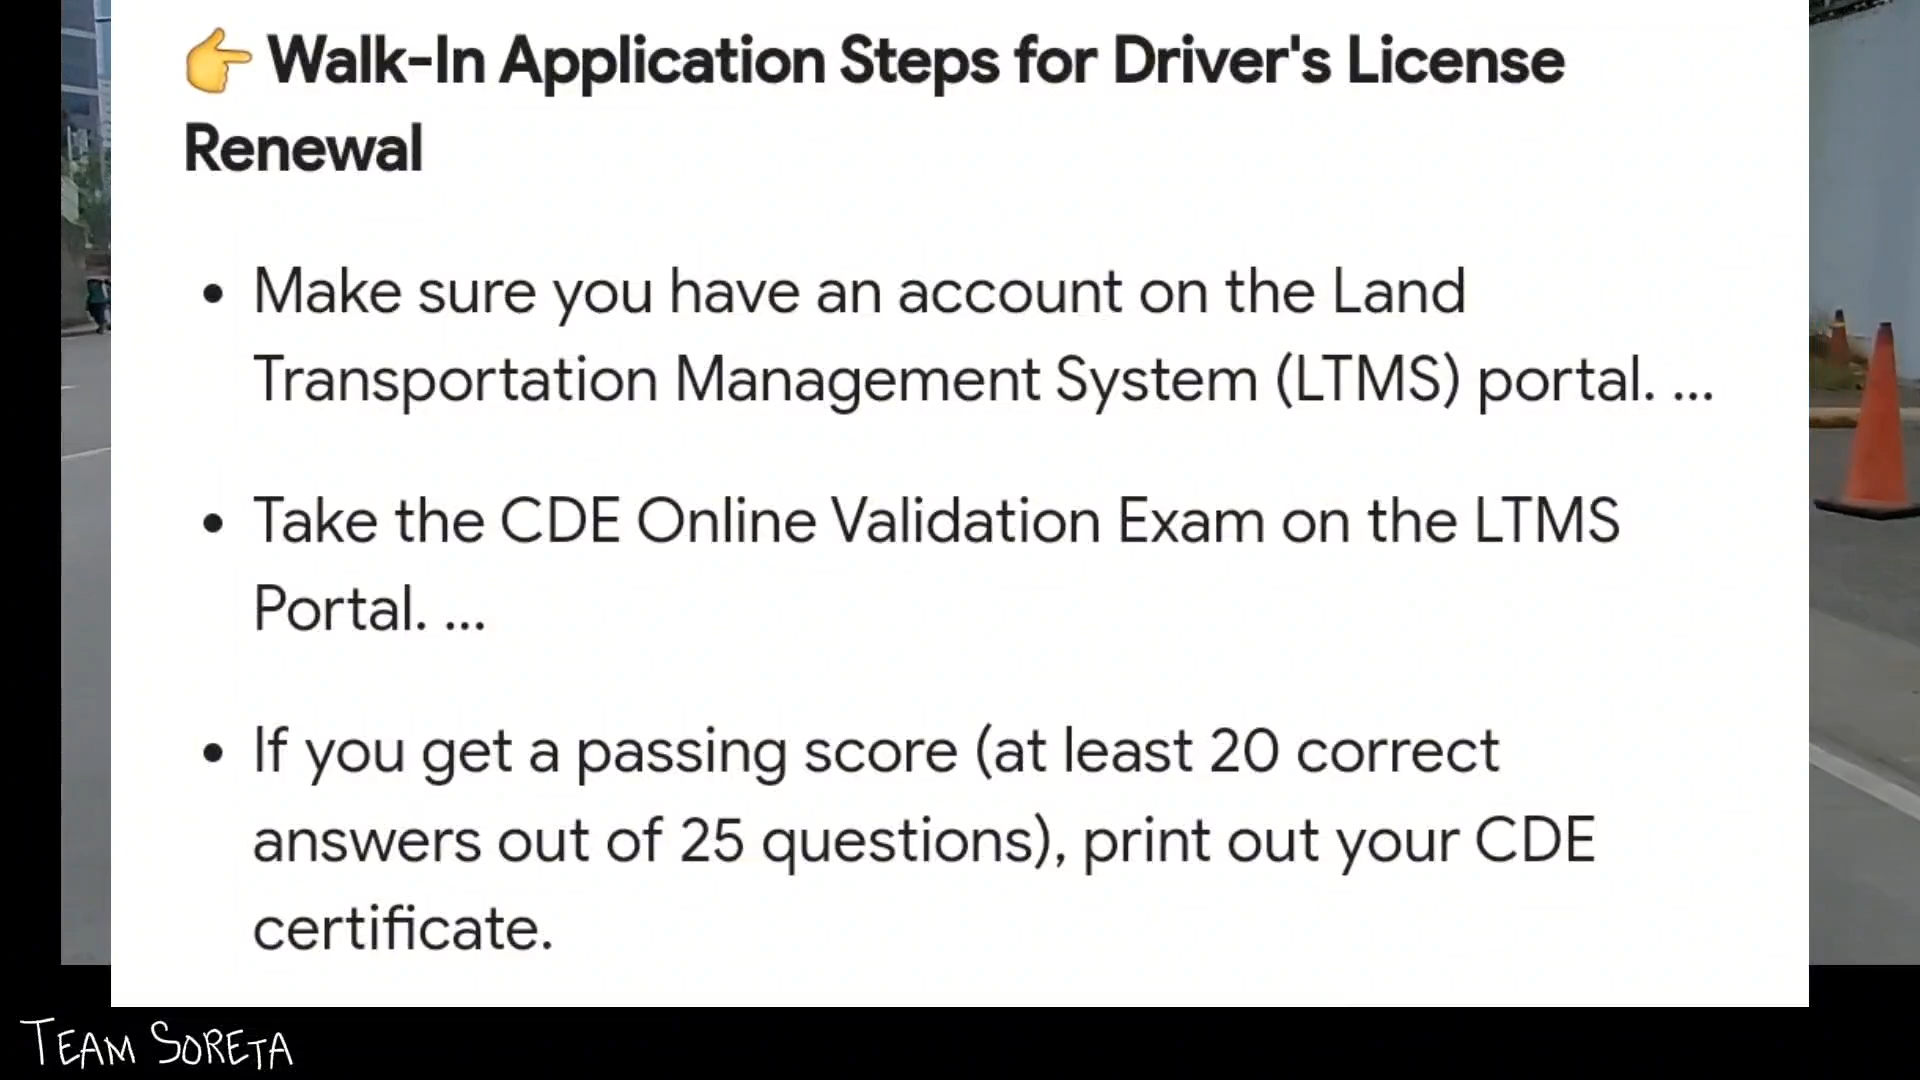 👉 Walk-In Application Steps for Driver's License
Renewal
• Make sure you have an account on the Land
Transportation Management System (LTMS) portal. ...
• Take the CDE Online Validation Exam on the LTMS
Portal. ...
• If you get a passing score (at least 20 correct
answers out of 25 questions), print out your CDE
certificate.
TEAM SORETA